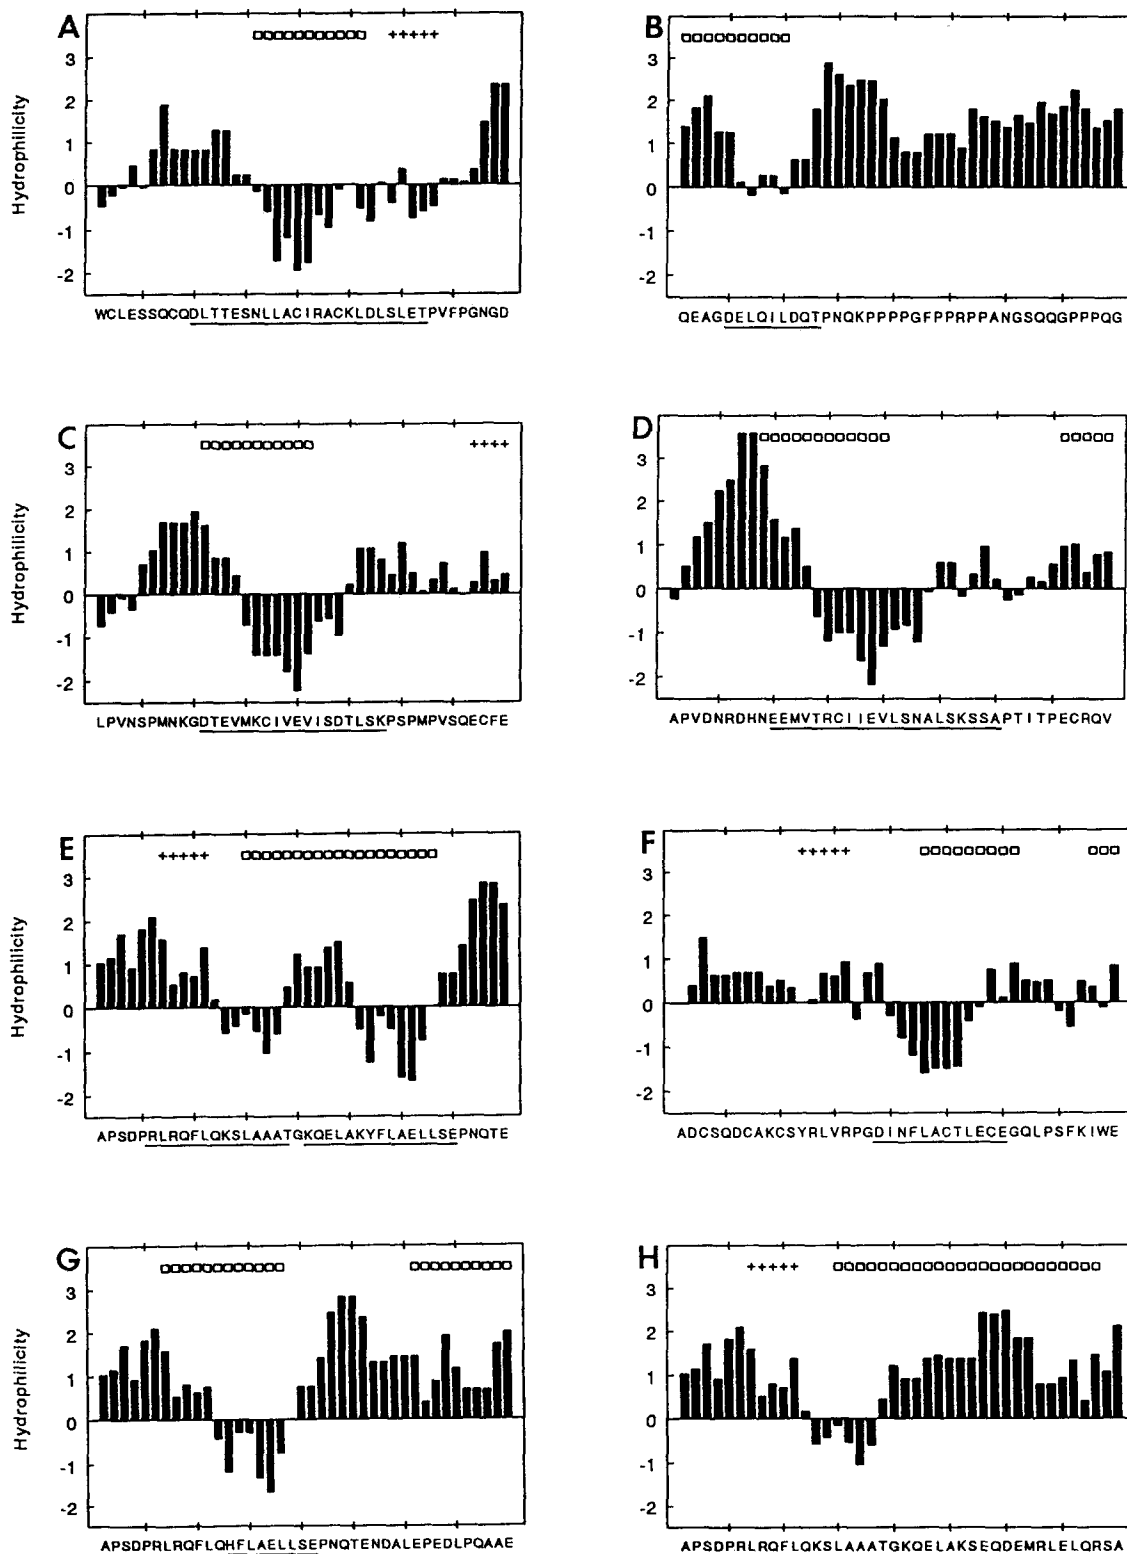 A
B
3
2
1
0
-1
-2
3
2
1
0
-1
-2
Hydrophilicity
WCLESSQCQDLTTESNLLACIRACKLDLSLETPVFPGNGD
QEAGDELQILDQTPNQKPPPPGFPPRPPANGSQQGPPPQG
C
D
3
2
1
0
-1
-2
3
2
1
0
-1
-2
Hydrophilicity
LPVNSPMNKGDTEVMKCIVEVISDTLSKPSPMPVSQECFE
APVDNRDHNEEMVTRCIIEVLSNALSKSSAPTITPECRQV
E
F
3
2
1
0
-1
-2
3
2
1
0
-1
-2
Hydrophilicity
APSDPRLRQFLQKSLAAATGKQELAKYFLAELLSEPNQTE
ADCSQDCAKCSYRLVRPGDINFLACTLECEGQLPSFKIWE
G
H
3
2
1
0
-1
-2
3
2
1
0
-1
-2
Hydrophilicity
APSDPRLRQFLQHFLAELLSEPNQTENDALEPEDLPQAAE
APSDPRLRQFLQKSLAAATGKQELAKSEQDEMRLELQRSA